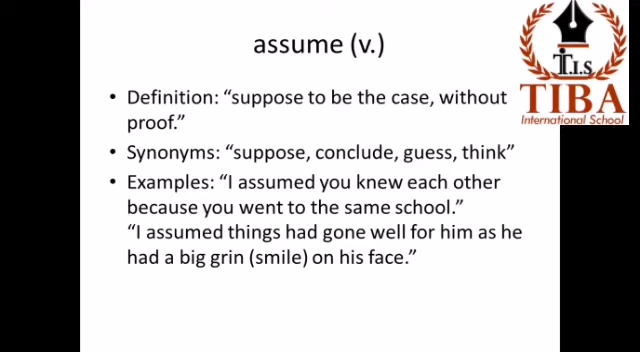 assume (v.)
• Definition: “suppose to be the case, without
proof.”
• Synonyms: “suppose, conclude, guess, think”
• Examples: “I assumed you knew each other
because you went to the same school.”
“I assumed things had gone well for him as he
had a big grin (smile) on his face.”
T.I.S
TIBA
International School